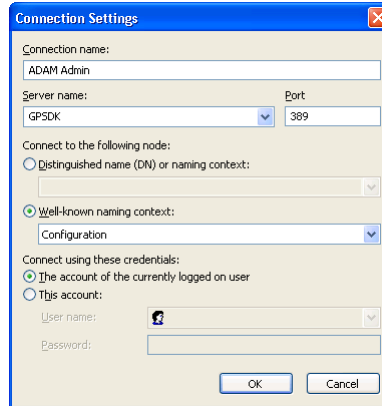 Connection Settings
Connection name:
ADAM Admin
Server name:
Port
GPSDK
389
Connect to the following node:
Distinguished name (DN) or naming context:
Well-known naming context:
Configuration
Connect using these credentials:
The account of the currently logged on user
This account:
User name:
Password:
OK
Cancel